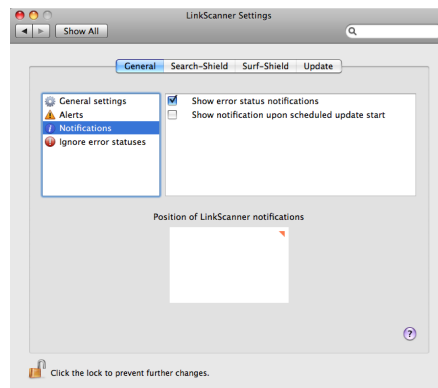 LinkScanner Settings
Show All
General Search-Shield Surf-Shield Update
General settings
Alerts
Notifications
Ignore error statuses
Show error status notifications
Show notification upon scheduled update start
Position of LinkScanner notifications
?
Click the lock to prevent further changes.